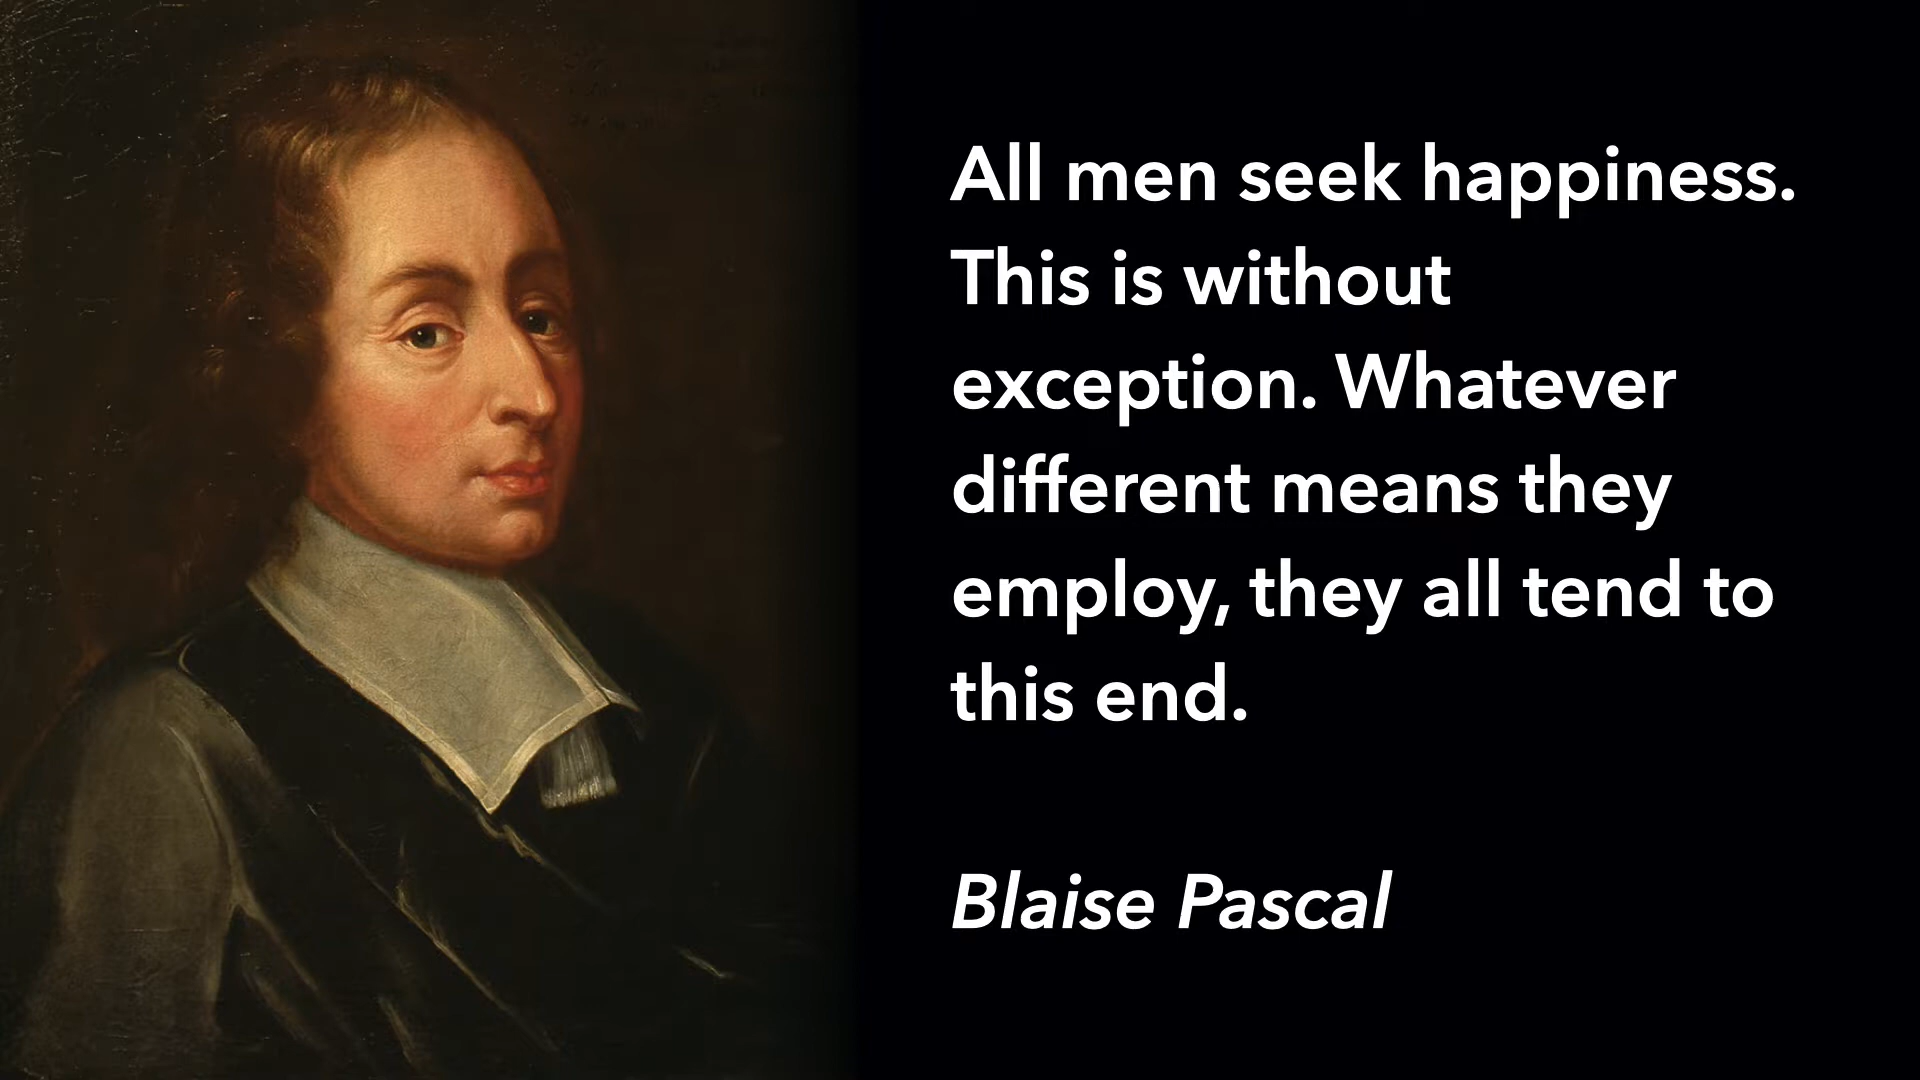 All men seek happiness.
This is without
exception. Whatever
different means they
employ, they all tend to
this end.
Blaise Pascal